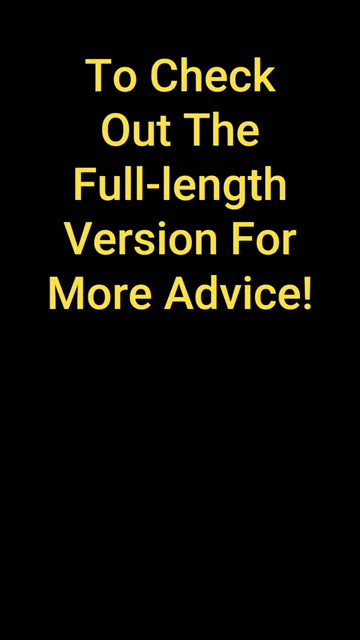 To Check
Out The
Full-length
Version For
More Advice!